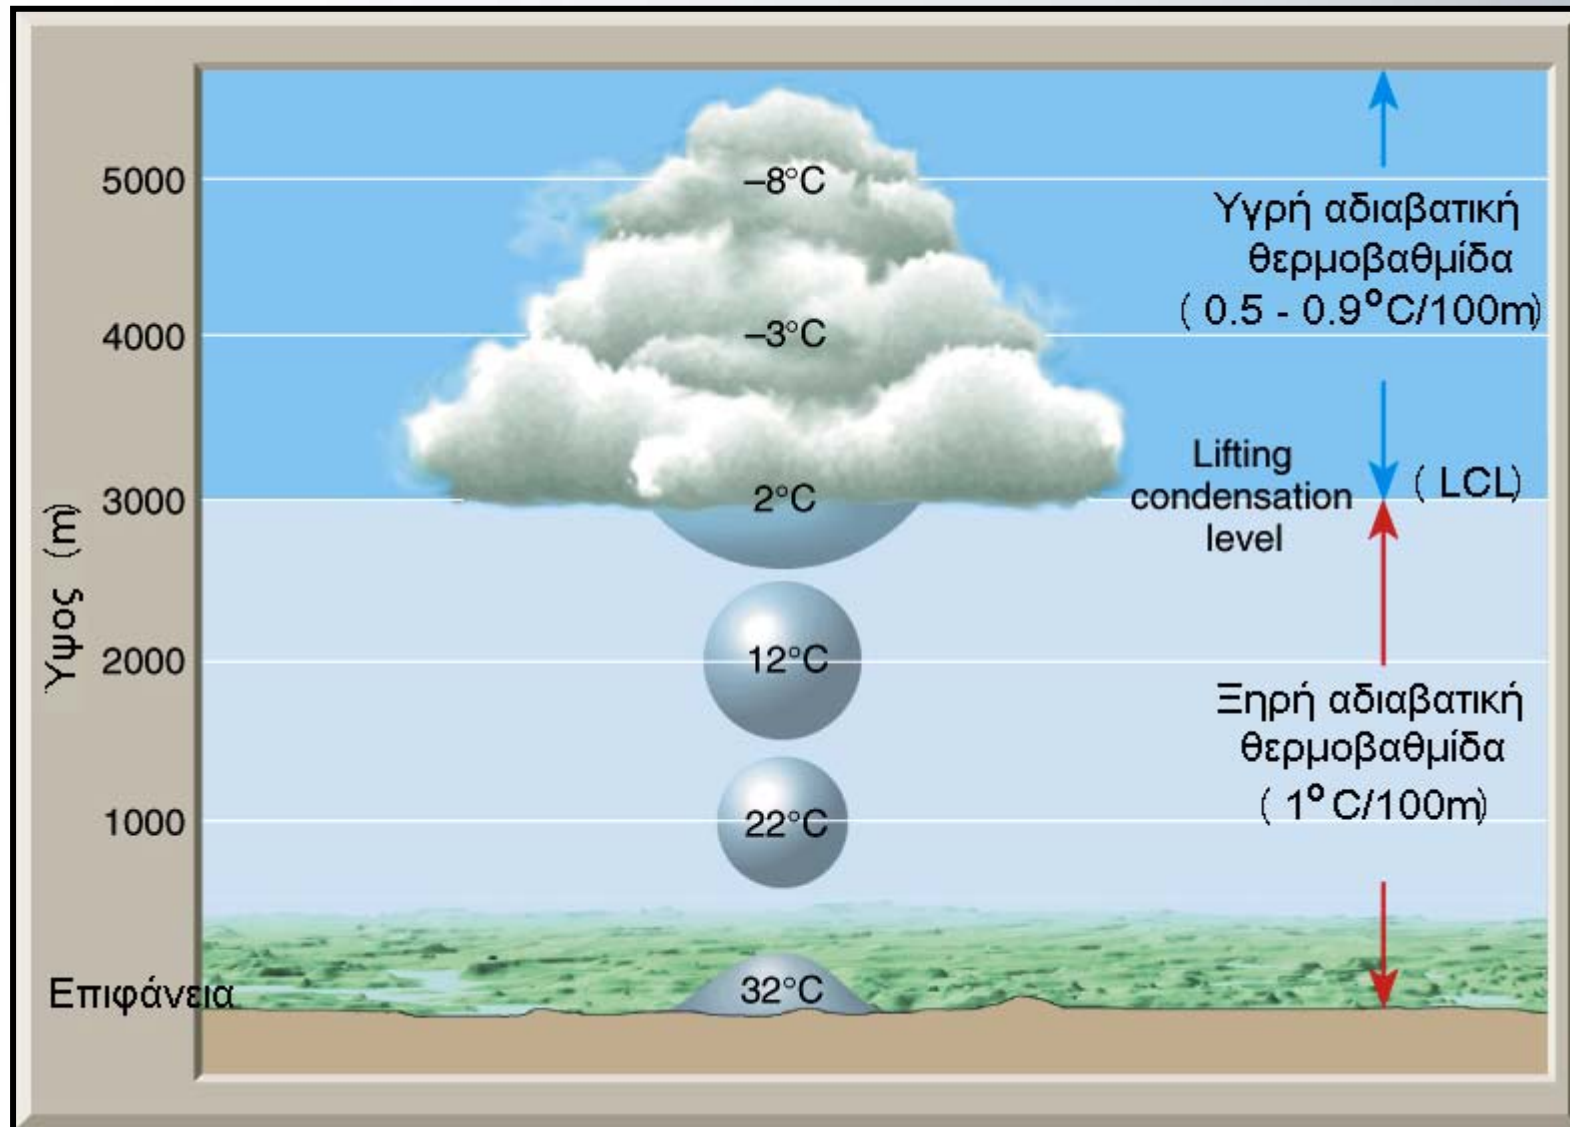 5000
–8°C
Υγρή αδιαβατική
θερμοβαθμίδα
( 0.5 - 0.9°C/100m)
4000
–3°C
Lifting
condensation
level
( LCL)
3000
2°C
Υψος (m)
2000
12°C
Ξηρή αδιαβατική
θερμοβαθμίδα
( 1° C/100m)
1000
22°C
Επιφάνεια
32°C